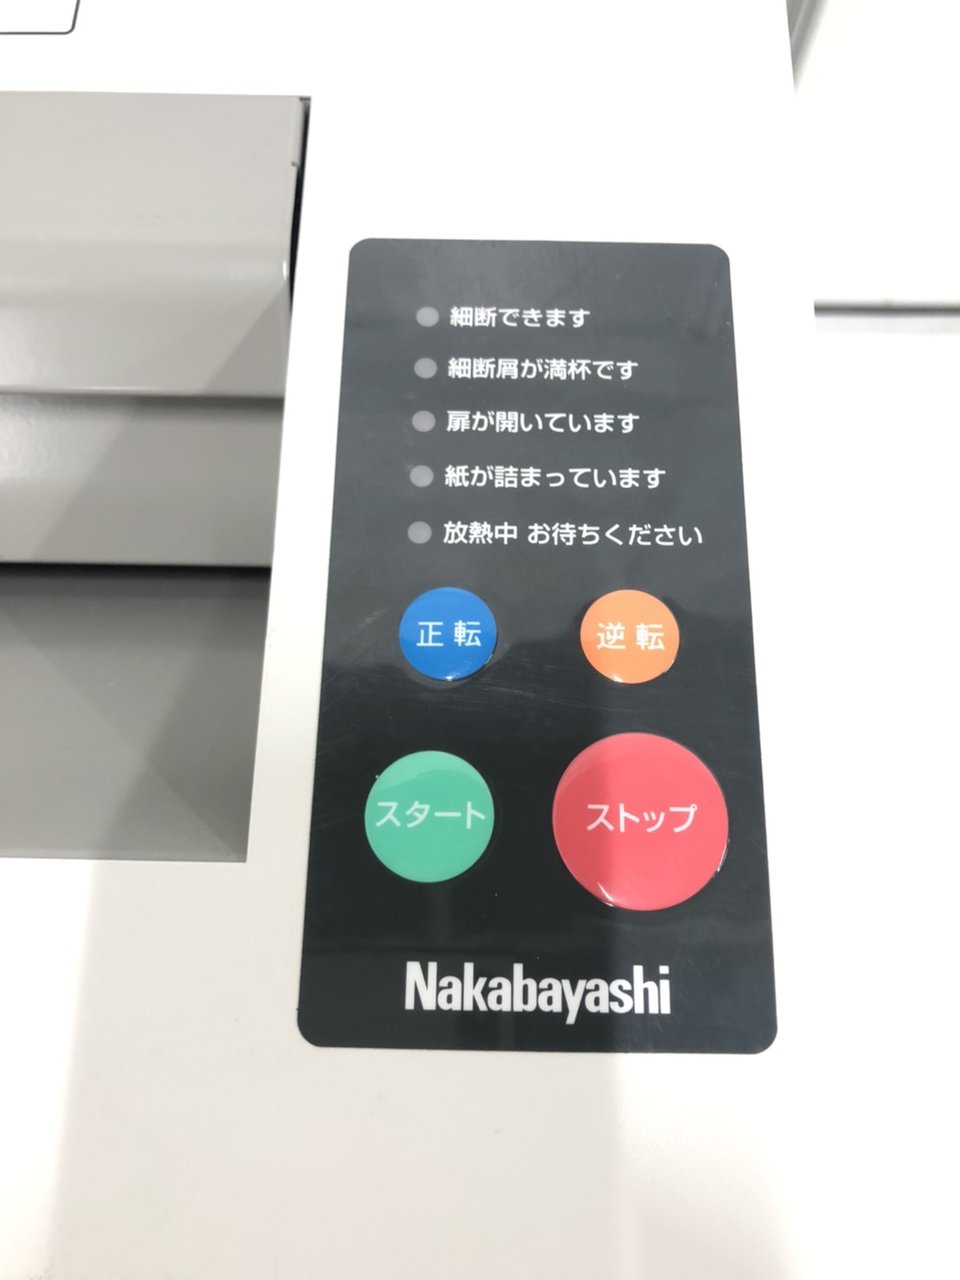 細断できます
細断屑が満杯です
扉が開いています
紙が詰まっています
放熱中 お待ちください
正転 逆転
スタート ストップ
Nakabayashi